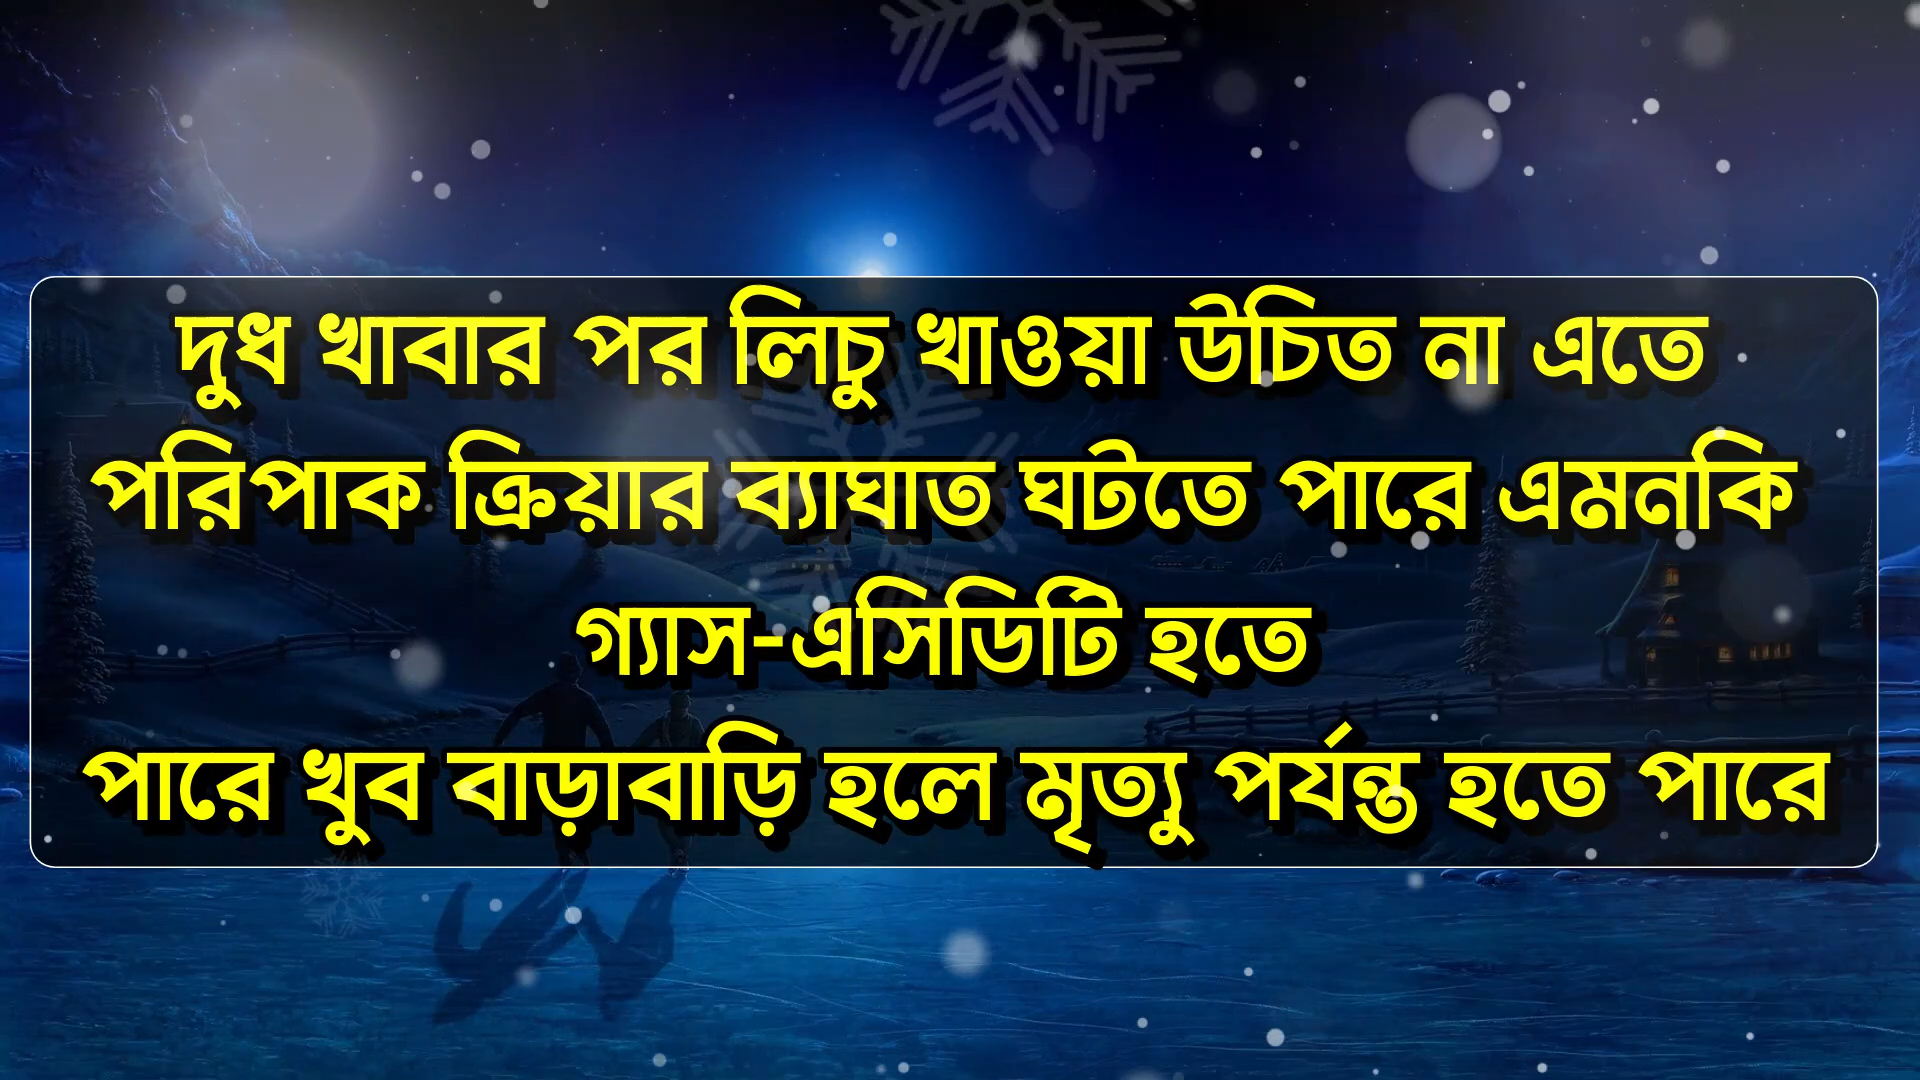 দুধ খাবার পর লিচু খাওয়া উচিত না এতে
পরিপাক ক্রিয়ার ব্যাঘাত ঘটতে পারে এমনকি
গ্যাস-এসিডিটি হতে
পারে খুব বাড়াবাড়ি হলে মৃত্যু পর্যন্ত হতে পারে